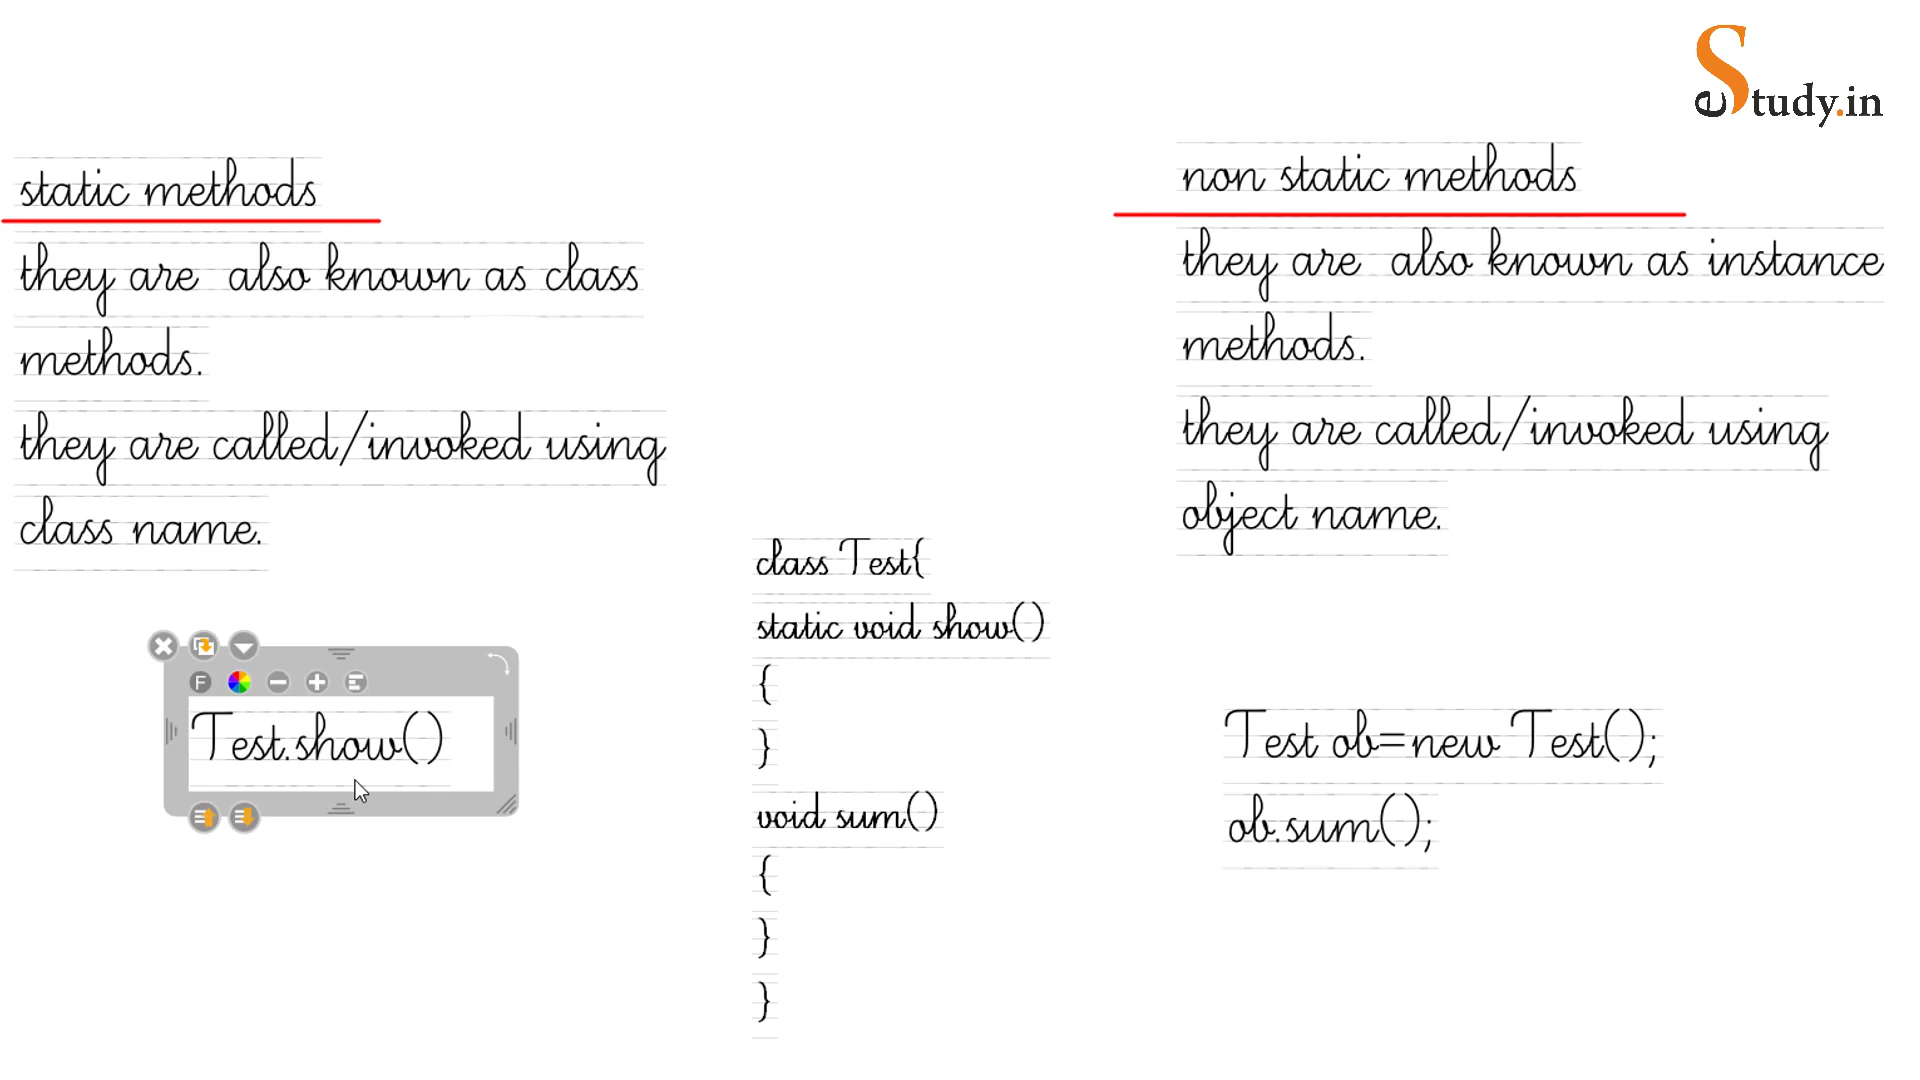 eStudy.in
static methods
they are also known as class
methods.
they are called/invoked using
class name.
F
Test.show()
class Test{
static void show()
{
}
void sum()
{
}
}
non static methods
they are also known as instance
methods.
they are called/invoked using
object name.
Test ob=new Test();
ob.sum();